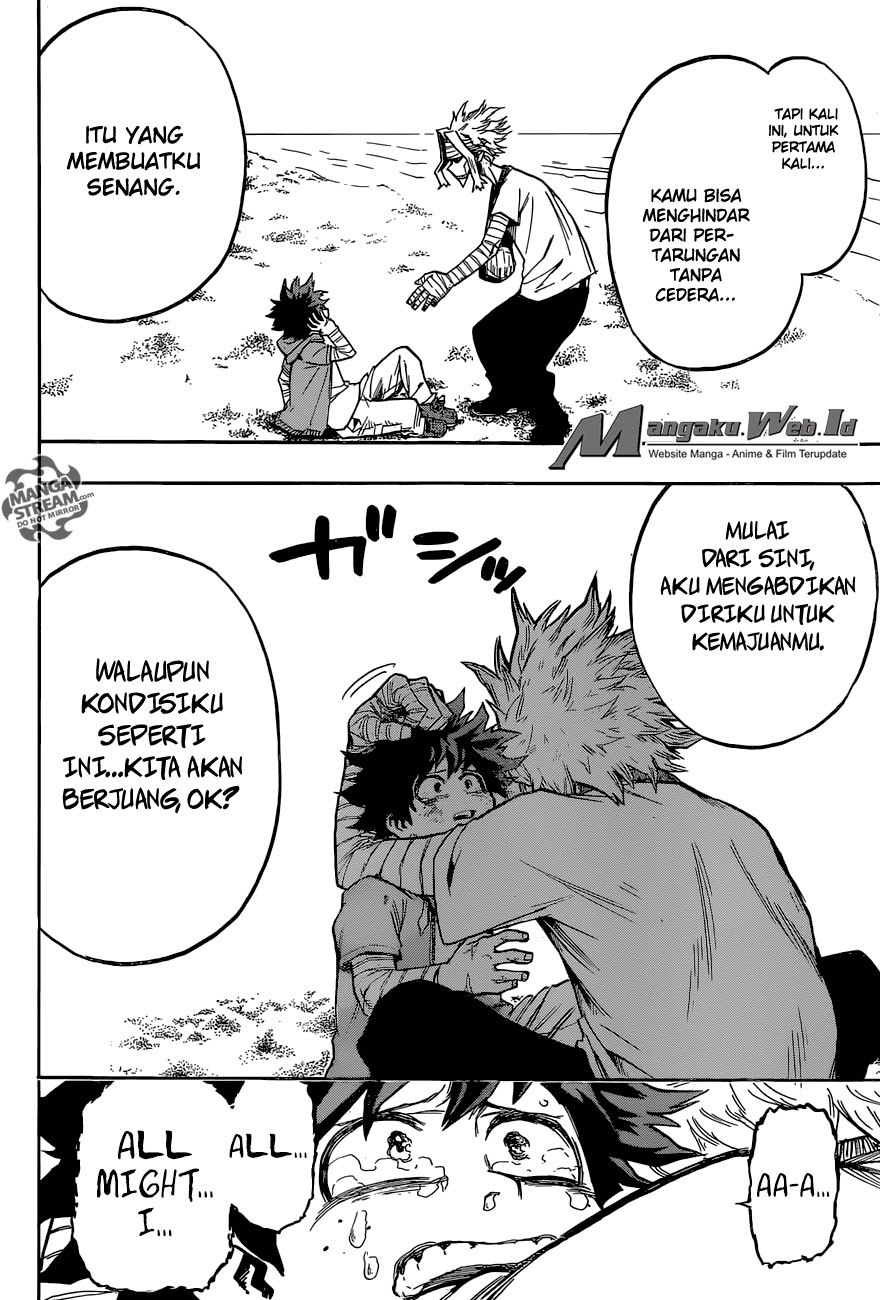 TAPI KALI
INI, UNTUK
PERTAMA
KALI...
KAMU BISA
MENGHINDAR
DARI PER-
TARUNGAN
TANPA
CEDERA...
ITU YANG
MEMBUATKU
SENANG.
Mangaku.Web.Id
Website Manga - Anime & Film Terupdate
MANGA
STREAM.com
DO NOT MIRROR
MULAI
DARI SINI,
AKU MENGABDIKAN
DIRIKU UNTUK
KEMAJUANMU.
ガシッ
WALAUPUN
KONDISIKU
SEPERTI
INI...KITA AKAN
BERJUANG, OK?
AA-A...
ALL...
ALL
MIGHT...
I...